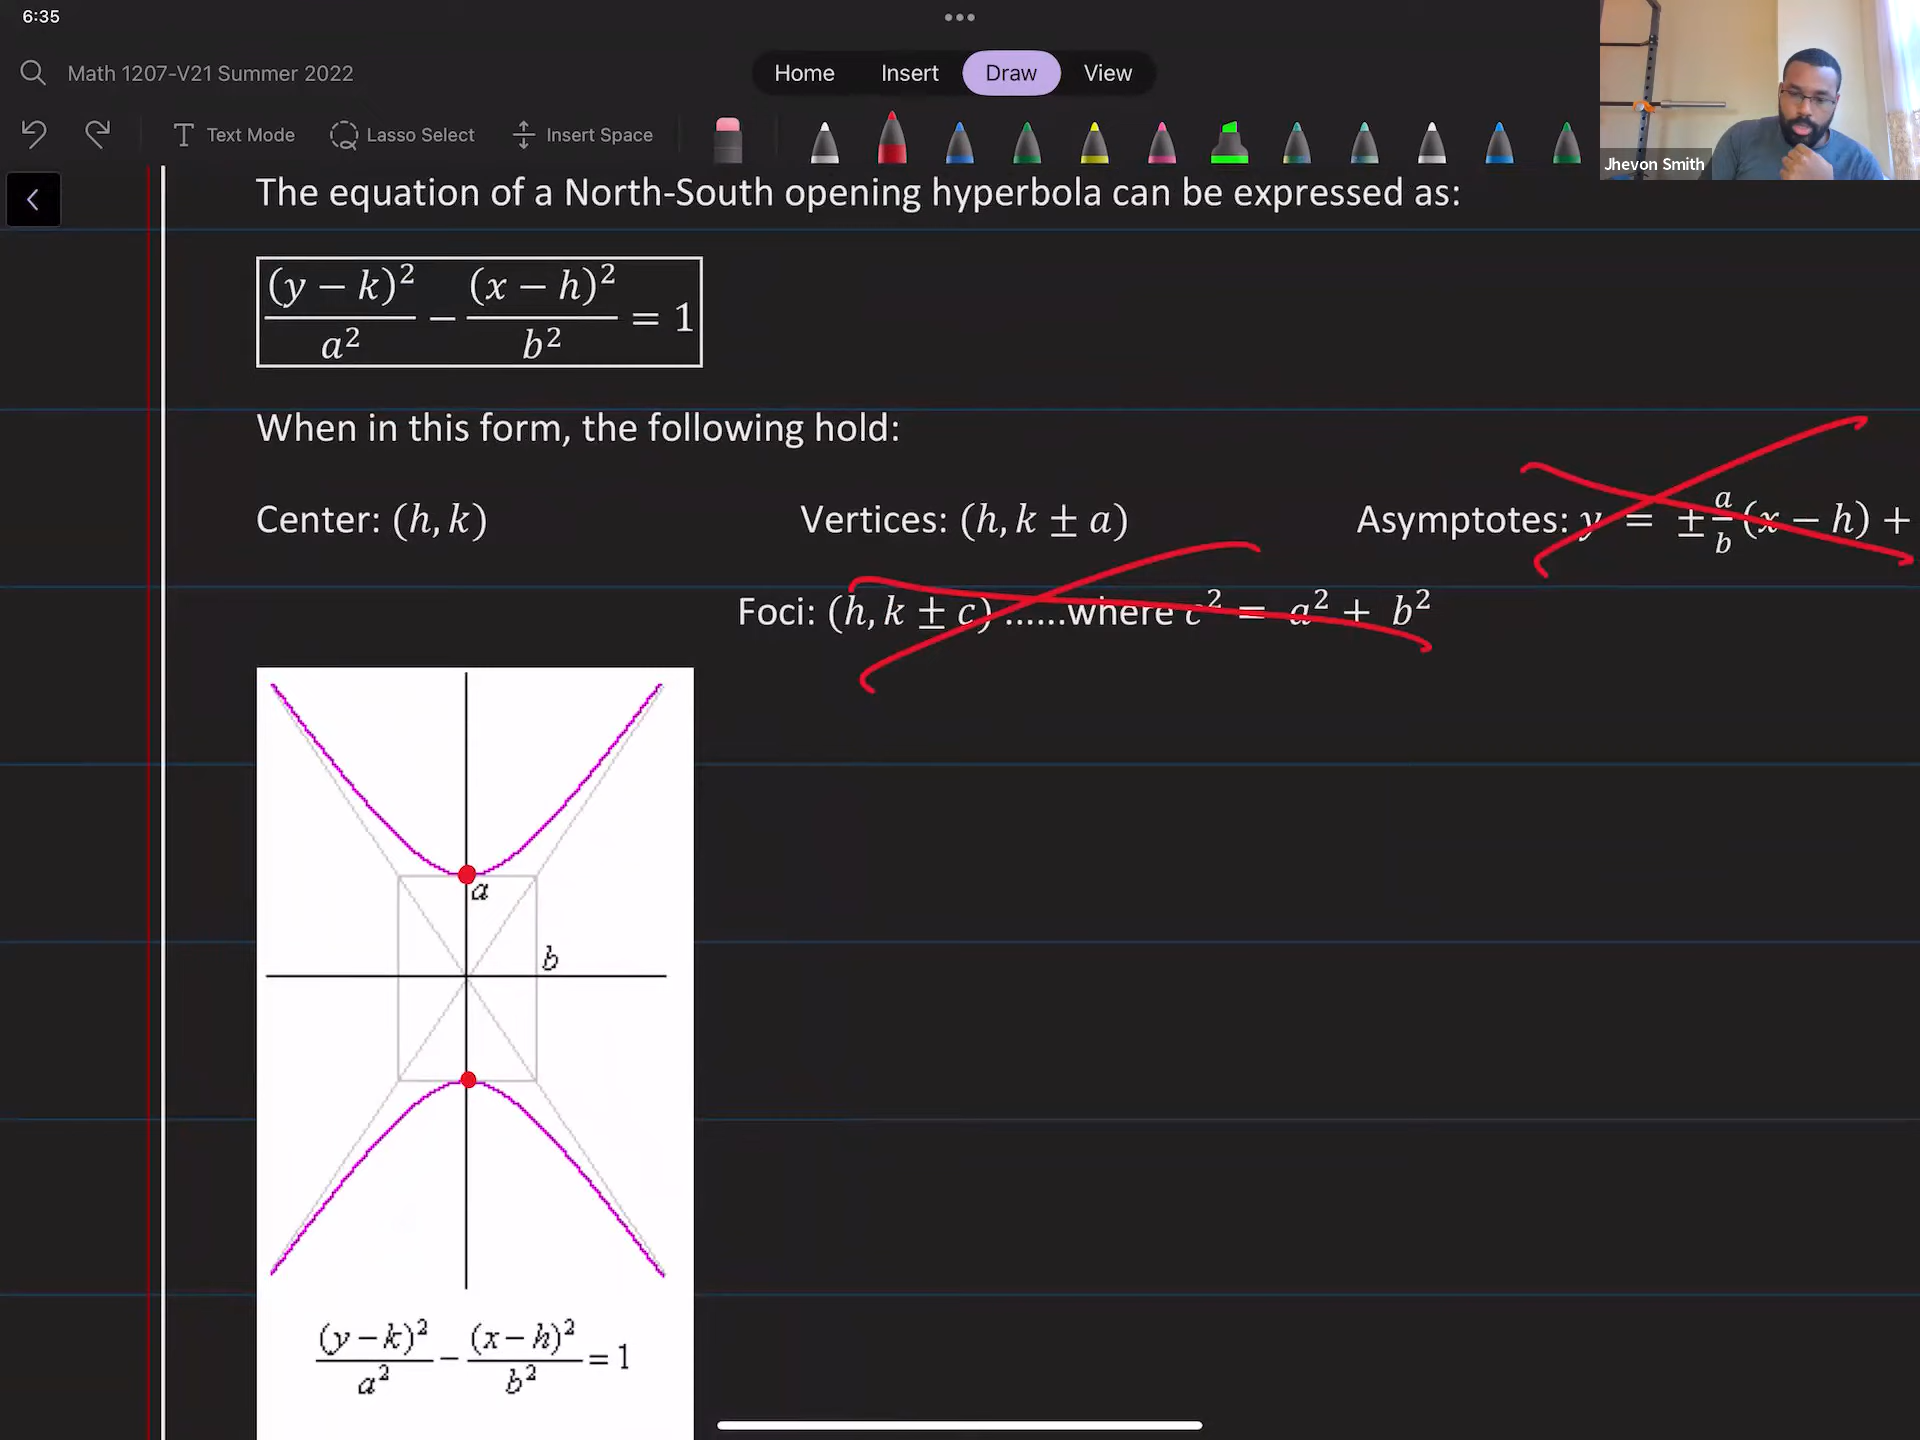 6:35
Math 1207-V21 Summer 2022
Home Insert Draw View
Text Mode Lasso Select Insert Space
Jhevon Smith
The equation of a North-South opening hyperbola can be expressed as:
(y − k)²/a² − (x − h)²/b² = 1
When in this form, the following hold:
Center: (h, k) Vertices: (h, k ± a) Asymptotes: y = ± a/b (x − h) +
Foci: (h, k ± c) ......where c² = a² + b²
a
b
(y − k)²/a² − (x − h)²/b² = 1